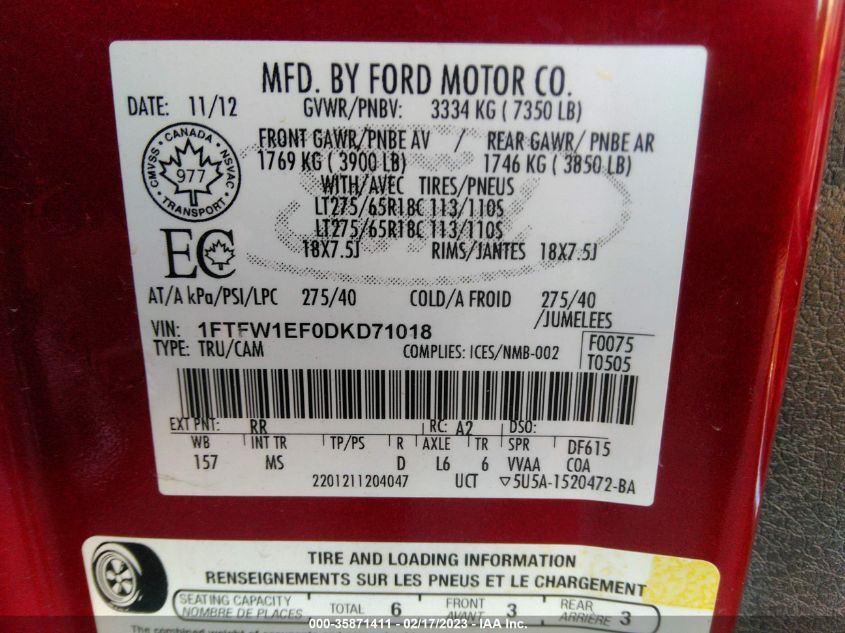 MFD. BY FORD MOTOR CO.
DATE: 11/12 GVWR/PNBV: 3334 KG ( 7350 LB)
FRONT GAWR/PNBE AV / REAR GAWR/ PNBE AR
1769 KG ( 3900 LB) 1746 KG ( 3850 LB)
WITH/AVEC TIRES/PNEUS
LT275/65R18C 113/110S
LT275/65R18C 113/110S
18X7.5J RIMS/JANTES 18X7.5J
CANADA
CMVSS 977 NSVAC
TRANSPORT
EC
AT/A kPa/PSI/LPC 275/40 COLD/A FROID 275/40
/JUMELEES
VIN: 1FTFW1EF0DKD71018
TYPE: TRU/CAM COMPLIES: ICES/NMB-002
F0075
T0505
EXT PNT: RR RC: A2 DSO:
WB INT TR TP/PS R AXLE TR SPR DF615
157 MS D L6 6 VVAA COA
2201211204047 UCT ▽5U5A-1520472-BA
TIRE AND LOADING INFORMATION
RENSEIGNEMENTS SUR LES PNEUS ET LE CHARGEMENT
SEATING CAPACITY
NOMBRE DE PLACES
TOTAL 6
FRONT
AVANT 3
REAR
ARRIÈRE 3
000-35871411 - 02/17/2023 - IAA Inc.